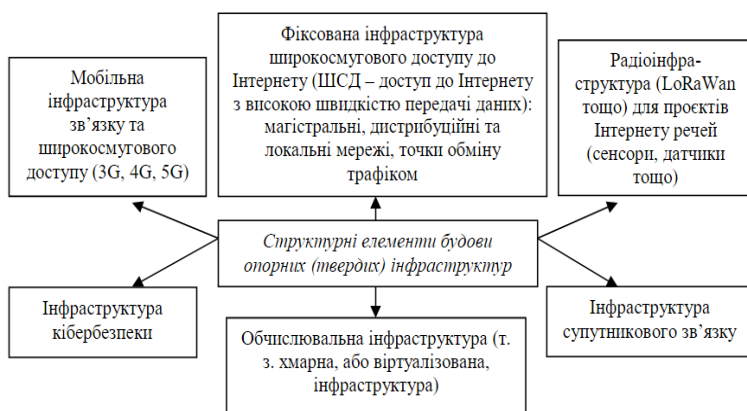 Мобільна
інфраструктура
зв’язку та
широкосмугового
доступу (3G, 4G, 5G)
Фіксована інфраструктура
широкосмугового доступу до
Інтернету (ШСД – доступ до Інтернету
з високою швидкістю передачі даних):
магістральні, дистрибуційні та
локальні мережі, точки обміну
трафіком
Радіоінфра-
структура (LoRaWan
тощо) для проєктів
Інтернету речей
(сенсори, датчики
тощо)
Структурні елементи будови
опорних (твердих) інфраструктур
Інфраструктура
кібербезпеки
Обчислювальна інфраструктура (т.
з. хмарна, або віртуалізована,
інфраструктура)
Інфраструктура
супутникового зв’язку